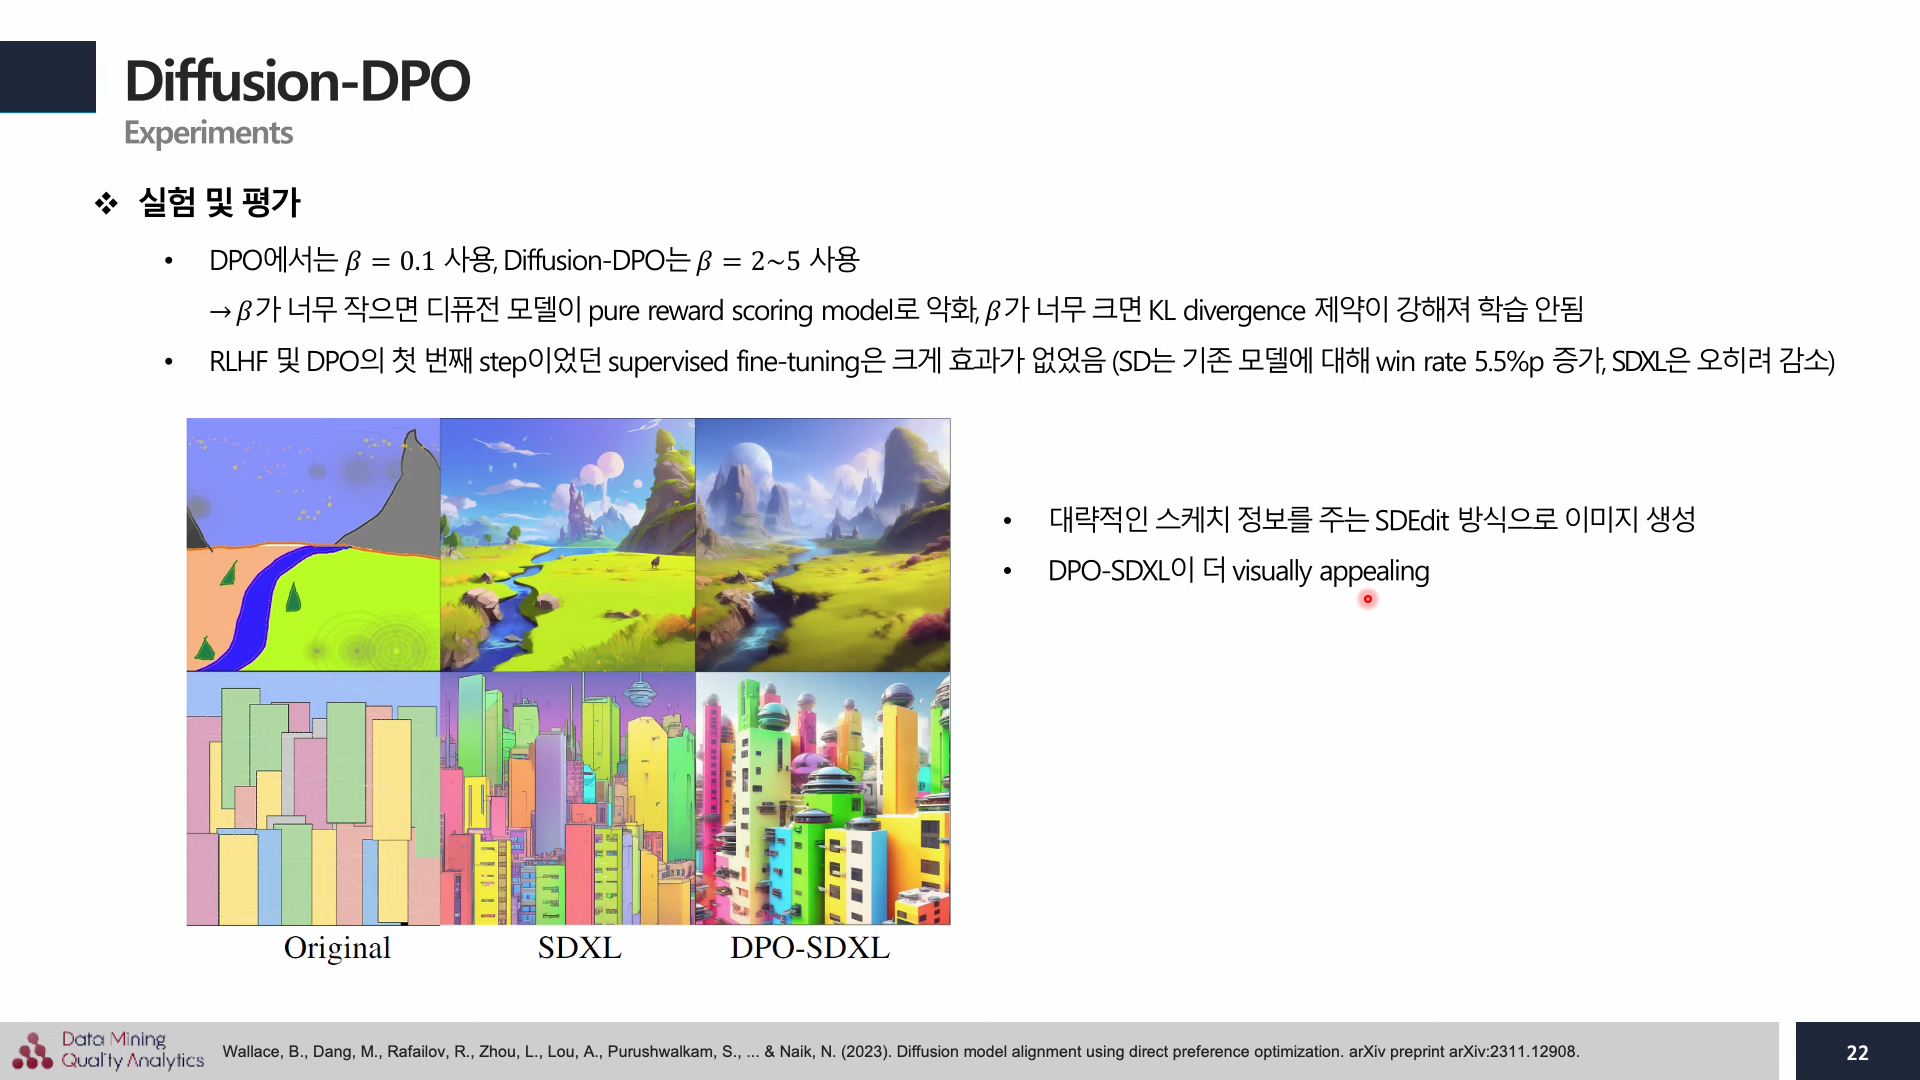 Diffusion-DPO
Experiments
❖ 실험 및 평가
• DPO에서는 β = 0.1 사용, Diffusion-DPO는 β = 2~5 사용
→ β가 너무 작으면 디퓨전 모델이 pure reward scoring model로 악화, β가 너무 크면 KL divergence 제약이 강해져 학습 안됨
• RLHF 및 DPO의 첫 번째 step이었던 supervised fine-tuning은 크게 효과가 없었음 (SD는 기존 모델에 대해 win rate 5.5%p 증가, SDXL은 오히려 감소)
• 대략적인 스케치 정보를 주는 SDEdit 방식으로 이미지 생성
• DPO-SDXL이 더 visually appealing
Original SDXL DPO-SDXL
Data Mining
Quality Analytics
Wallace, B., Dang, M., Rafailov, R., Zhou, L., Lou, A., Purushwalkam, S., ... & Naik, N. (2023). Diffusion model alignment using direct preference optimization. arXiv preprint arXiv:2311.12908.
22